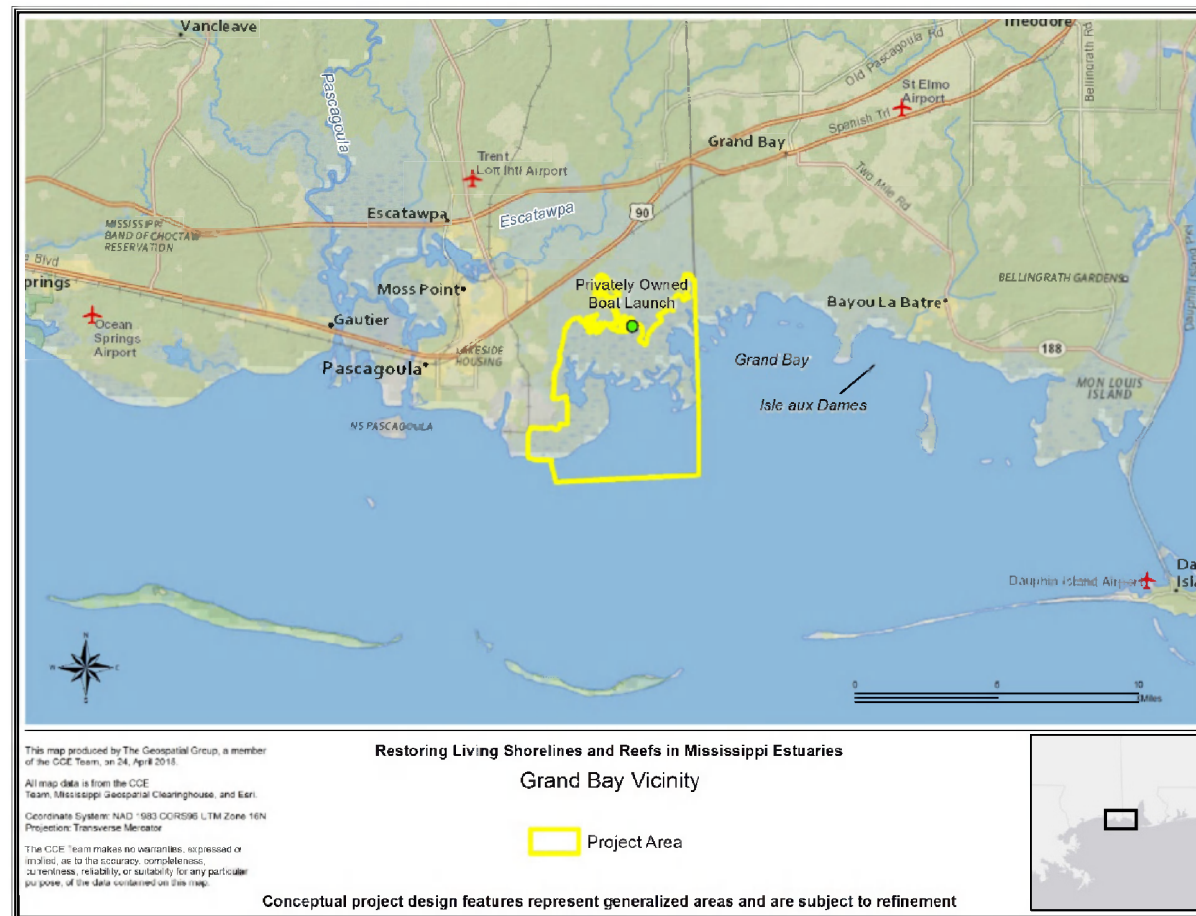 Vancleave
Theodore
Old Pascagoula Rd
Bellingrath Rd
Pascagoula
St Elmo
Airport
Spanish Trl
Grand Bay
Trent
Lott Intl Airport
Two Mile Rd
Escatawpa
Escatawpa
90
MISSISSIPPI
BAND OF CHOCTAW
RESERVATION
e Blvd
prings
BELLINGRATH GARDENS
Privately Owned
Boat Launch
Moss Point
Bayou La Batre
Ocean
Springs
Airport
Gautier
LAKESIDE
HOUSING
188
Pascagoula
Grand Bay
MON LOUIS
ISLAND
Isle aux Dames
NS PASCAGOULA
Da
Isl
Dauphin Island Airport
N
W
E
S
0
5
10
Miles
This map produced by The Geospatial Group, a member
of the CCE Team, on 24, April 2015.
All map data is from the CCE
Team, Mississippi Geospatial Clearinghouse, and Esri.
Coordinate System: NAD 1983 CORS96 UTM Zone 16N
Projection: Transverse Mercator
The CCE Team makes no warranties, expressed or
implied, as to the accuracy, completeness,
currentness, reliability, or suitability for any particular
purpose, of the data contained on this map.
Restoring Living Shorelines and Reefs in Mississippi Estuaries
Grand Bay Vicinity
Project Area
Conceptual project design features represent generalized areas and are subject to refinement